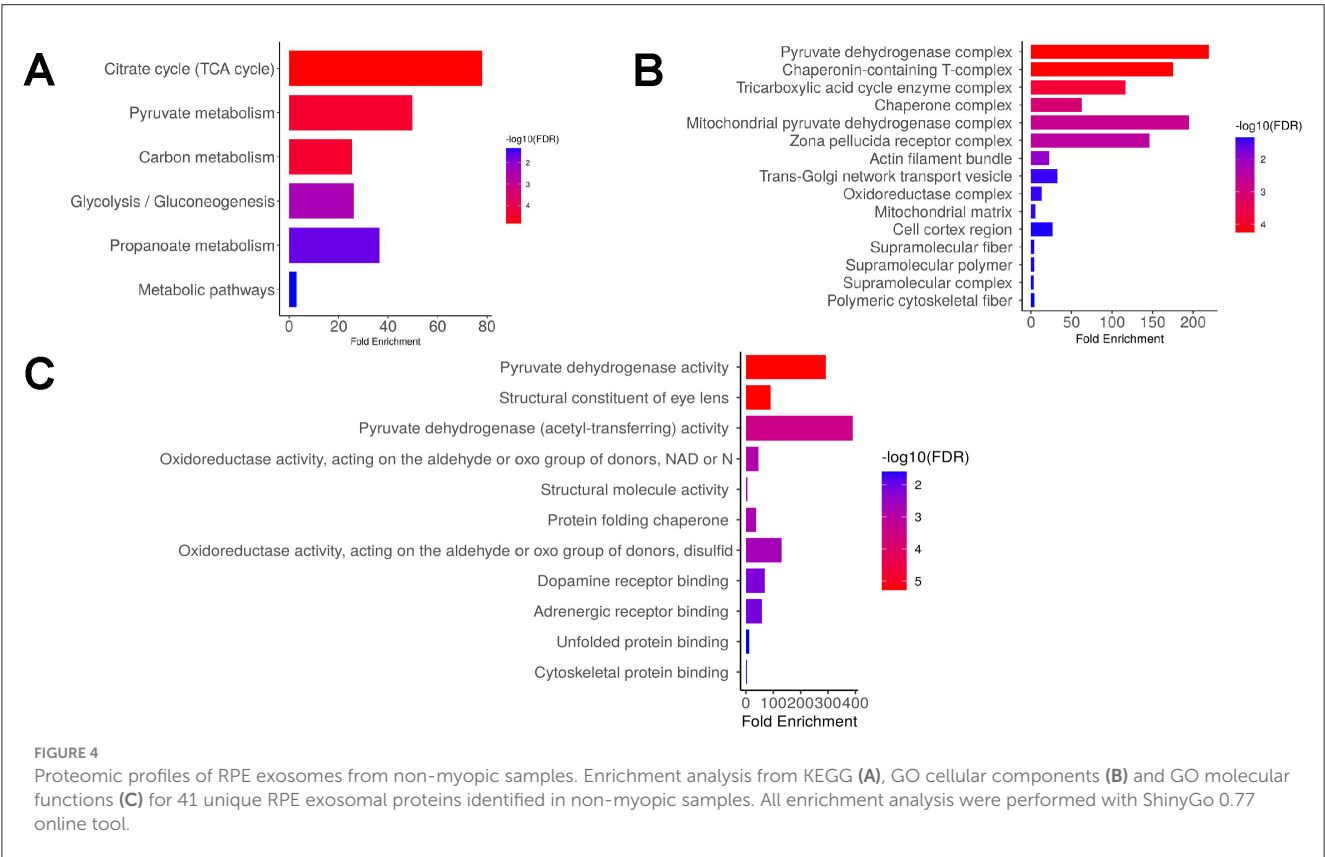 A
Citrate cycle (TCA cycle)
Pyruvate metabolism
Carbon metabolism
Glycolysis / Gluconeogenesis
Propanoate metabolism
Metabolic pathways
0 20 40 60 80
Fold Enrichment
-log10(FDR)
2
3
4
B
Pyruvate dehydrogenase complex
Chaperonin-containing T-complex
Tricarboxylic acid cycle enzyme complex
Chaperone complex
Mitochondrial pyruvate dehydrogenase complex
Zona pellucida receptor complex
Actin filament bundle
Trans-Golgi network transport vesicle
Oxidoreductase complex
Mitochondrial matrix
Cell cortex region
Supramolecular fiber
Supramolecular polymer
Supramolecular complex
Polymeric cytoskeletal fiber
0 50 100 150 200
Fold Enrichment
-log10(FDR)
2
3
4
C
Pyruvate dehydrogenase activity
Structural constituent of eye lens
Pyruvate dehydrogenase (acetyl-transferring) activity
Oxidoreductase activity, acting on the aldehyde or oxo group of donors, NAD or N
Structural molecule activity
Protein folding chaperone
Oxidoreductase activity, acting on the aldehyde or oxo group of donors, disulfid
Dopamine receptor binding
Adrenergic receptor binding
Unfolded protein binding
Cytoskeletal protein binding
0 100200300400
Fold Enrichment
-log10(FDR)
2
3
4
5
FIGURE 4
Proteomic profiles of RPE exosomes from non-myopic samples. Enrichment analysis from KEGG (A), GO cellular components (B) and GO molecular
functions (C) for 41 unique RPE exosomal proteins identified in non-myopic samples. All enrichment analysis were performed with ShinyGo 0.77
online tool.